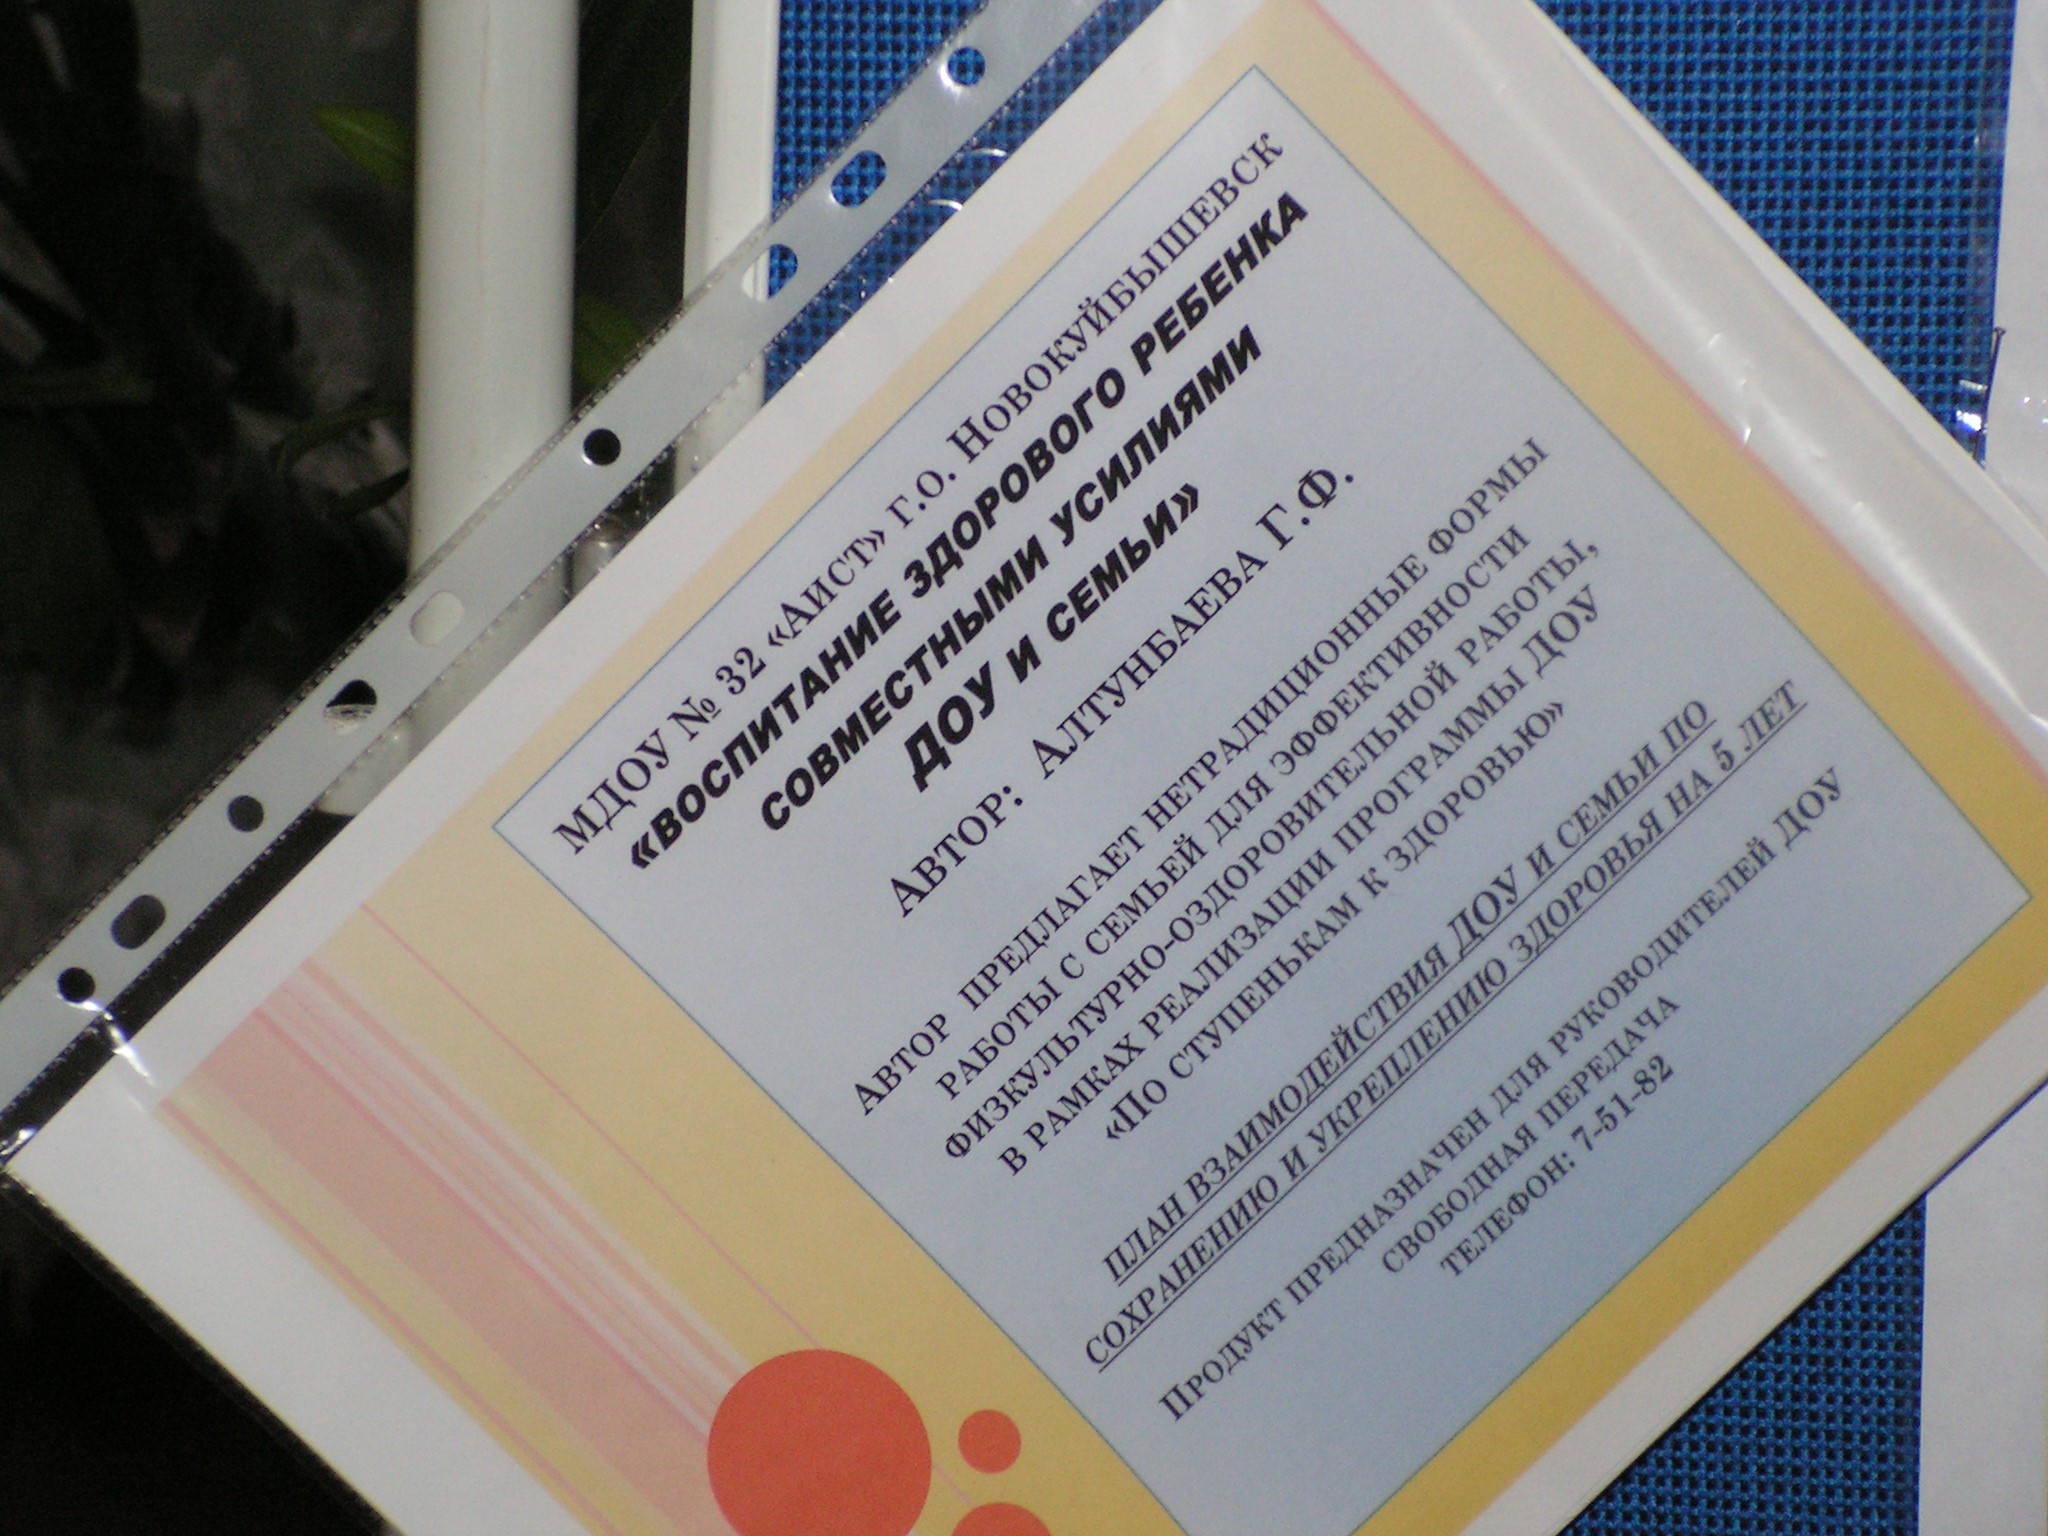 МДОУ № 32 «Аист» г.о. Новокуйбышевск
«ВОСПИТАНИЕ ЗДОРОВОГО РЕБЕНКА
СОВМЕСТНЫМИ УСИЛИЯМИ
ДОУ И СЕМЬИ»
Автор: Алтунбаева Г.Ф.
Автор предлагает нетрадиционные формы
работы с семьей для эффективности
физкультурно-оздоровительной работы,
в рамках реализации программы ДОУ
«По ступенькам к здоровью»
план взаимодействия ДОУ и семьи по
сохранению и укреплению здоровья на 5 лет
Продукт предназначен для руководителей ДОУ
свободная передача
телефон: 7-51-82